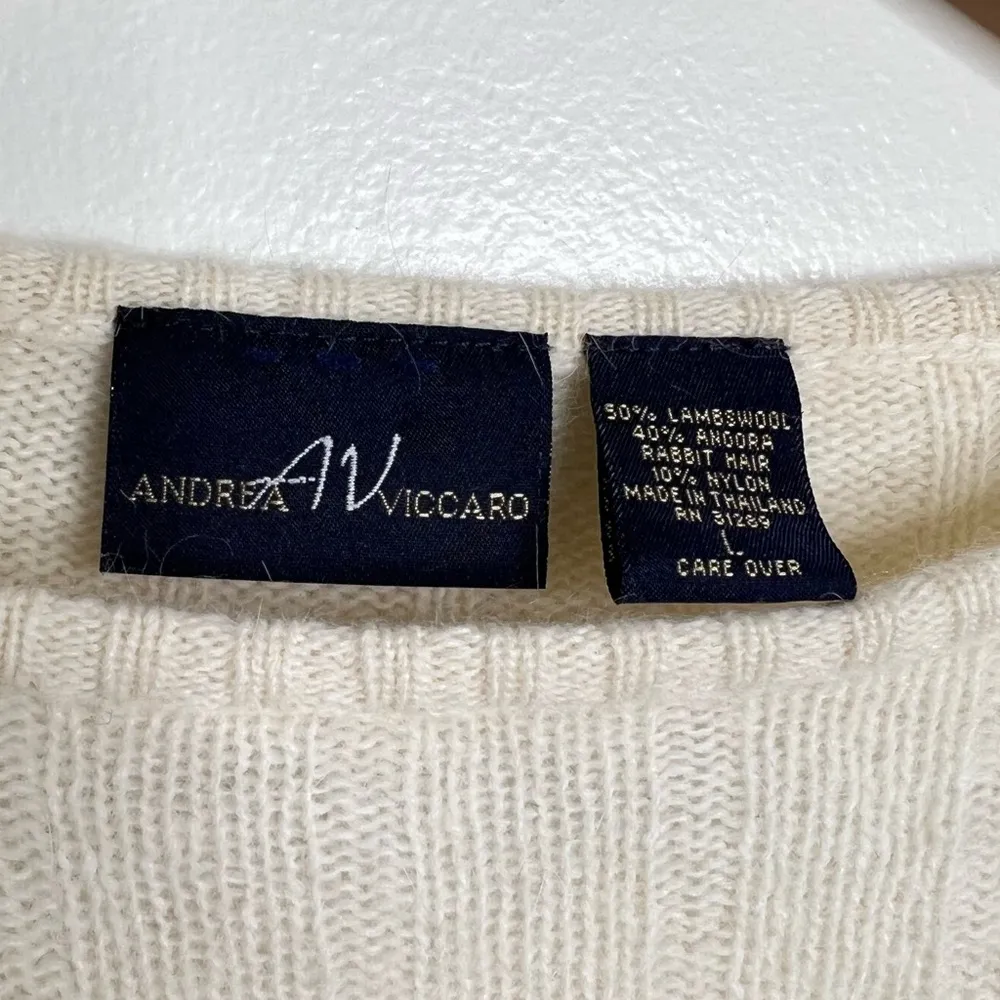 ANDREA AV VICCARO
50% LAMBSWOOL
40% ANGORA
RABBIT HAIR
10% NYLON
MADE IN THAILAND
RN 31289
L
CARE OVER